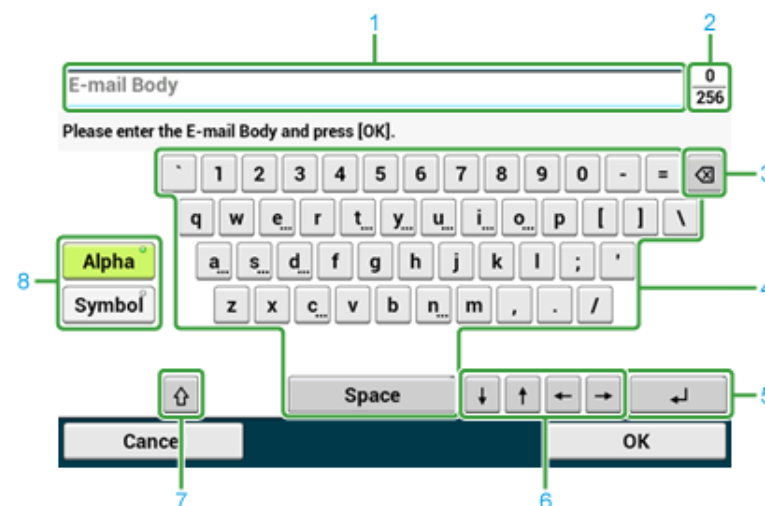 1 2
E-mail Body 0
256
Please enter the E-mail Body and press [OK].
` 1 2 3 4 5 6 7 8 9 0 - = ⌫ 3
q w e... r t... y... u... i... o... p [ ] \
Alpha a... s... d... f g h j k l ; '
8 4
Symbol z x c... v b n... m , . /
⇧ Space ↓ ↑ ← → ↵ 5
Cancel OK
7 6